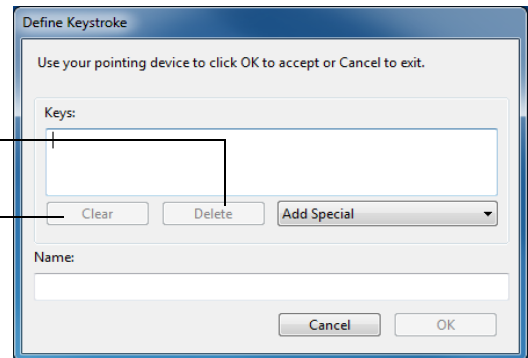 Define Keystroke
Use your pointing device to click OK to accept or Cancel to exit.
Keys:
Clear Delete Add Special
Name:
Cancel OK